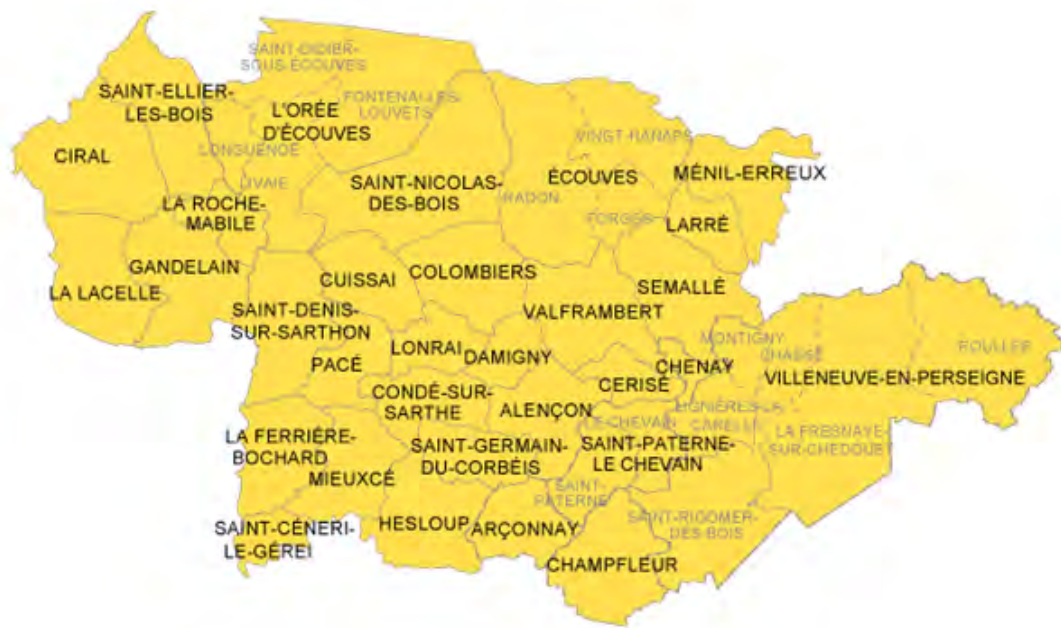 SAINT-DIDIER-
SOUS-ÉCOUVES
SAINT-ELLIER-
LES-BOIS
L'ORÉE
D'ÉCOUVES
FONTENAI-LES-
LOUVETS
CIRAL
LONGUENOË
LIVAIE
LA ROCHE-
MABILE
SAINT-NICOLAS-
DES-BOIS
RADON
VINGT-HANAPS
ÉCOUVES
FORGES
MÉNIL-ERREUX
LARRÉ
LA LACELLE
GANDELAIN
CUISSAI
COLOMBIERS
SEMALLÉ
SAINT-DENIS-
SUR-SARTHON
VALFRAMBERT
PACÉ
LONRAI
DAMIGNY
CERISÉ
CHENAY
MONTIGNY
CHASSÉ
ROULLÉE
VILLENEUVE-EN-PERSEIGNE
CONDÉ-SUR-
SARTHE
ALENÇON
LE CHEVAIN
LIGNIÈRES-LA-
CARELLE
LA FRESNAYE-
SUR-CHEDOUET
LA FERRIÈRE-
BOCHARD
MIEUXCÉ
SAINT-GERMAIN-
DU-CORBÉIS
SAINT-PATERNE-
LE CHEVAIN
SAINT-
PATERNE
SAINT-RIGOMER-
DES-BOIS
SAINT-CÉNERI-
LE-GÉREI
HESLOUP
ARÇONNAY
CHAMPFLEUR